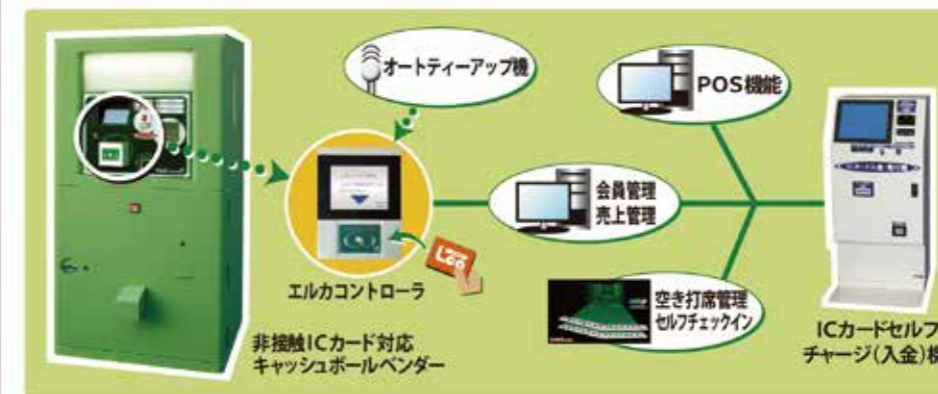 オートティーアップ機
POS機能
会員管理
売上管理
エルカコントローラ
空き打席管理
セルフチェックイン
非接触ICカード対応
キャッシュボールベンダー
ICカードセルフ
チャージ(入金)機